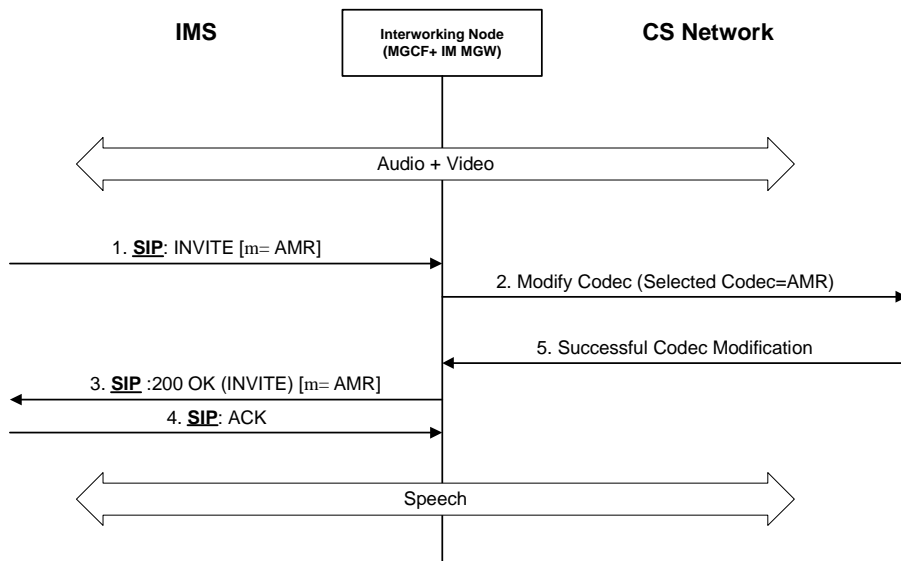 IMS
Interworking Node
(MGCF+ IM MGW)
CS Network
Audio + Video
1. SIP: INVITE [m= AMR]
2. Modify Codec (Selected Codec=AMR)
5. Successful Codec Modification
3. SIP :200 OK (INVITE) [m= AMR]
4. SIP: ACK
Speech